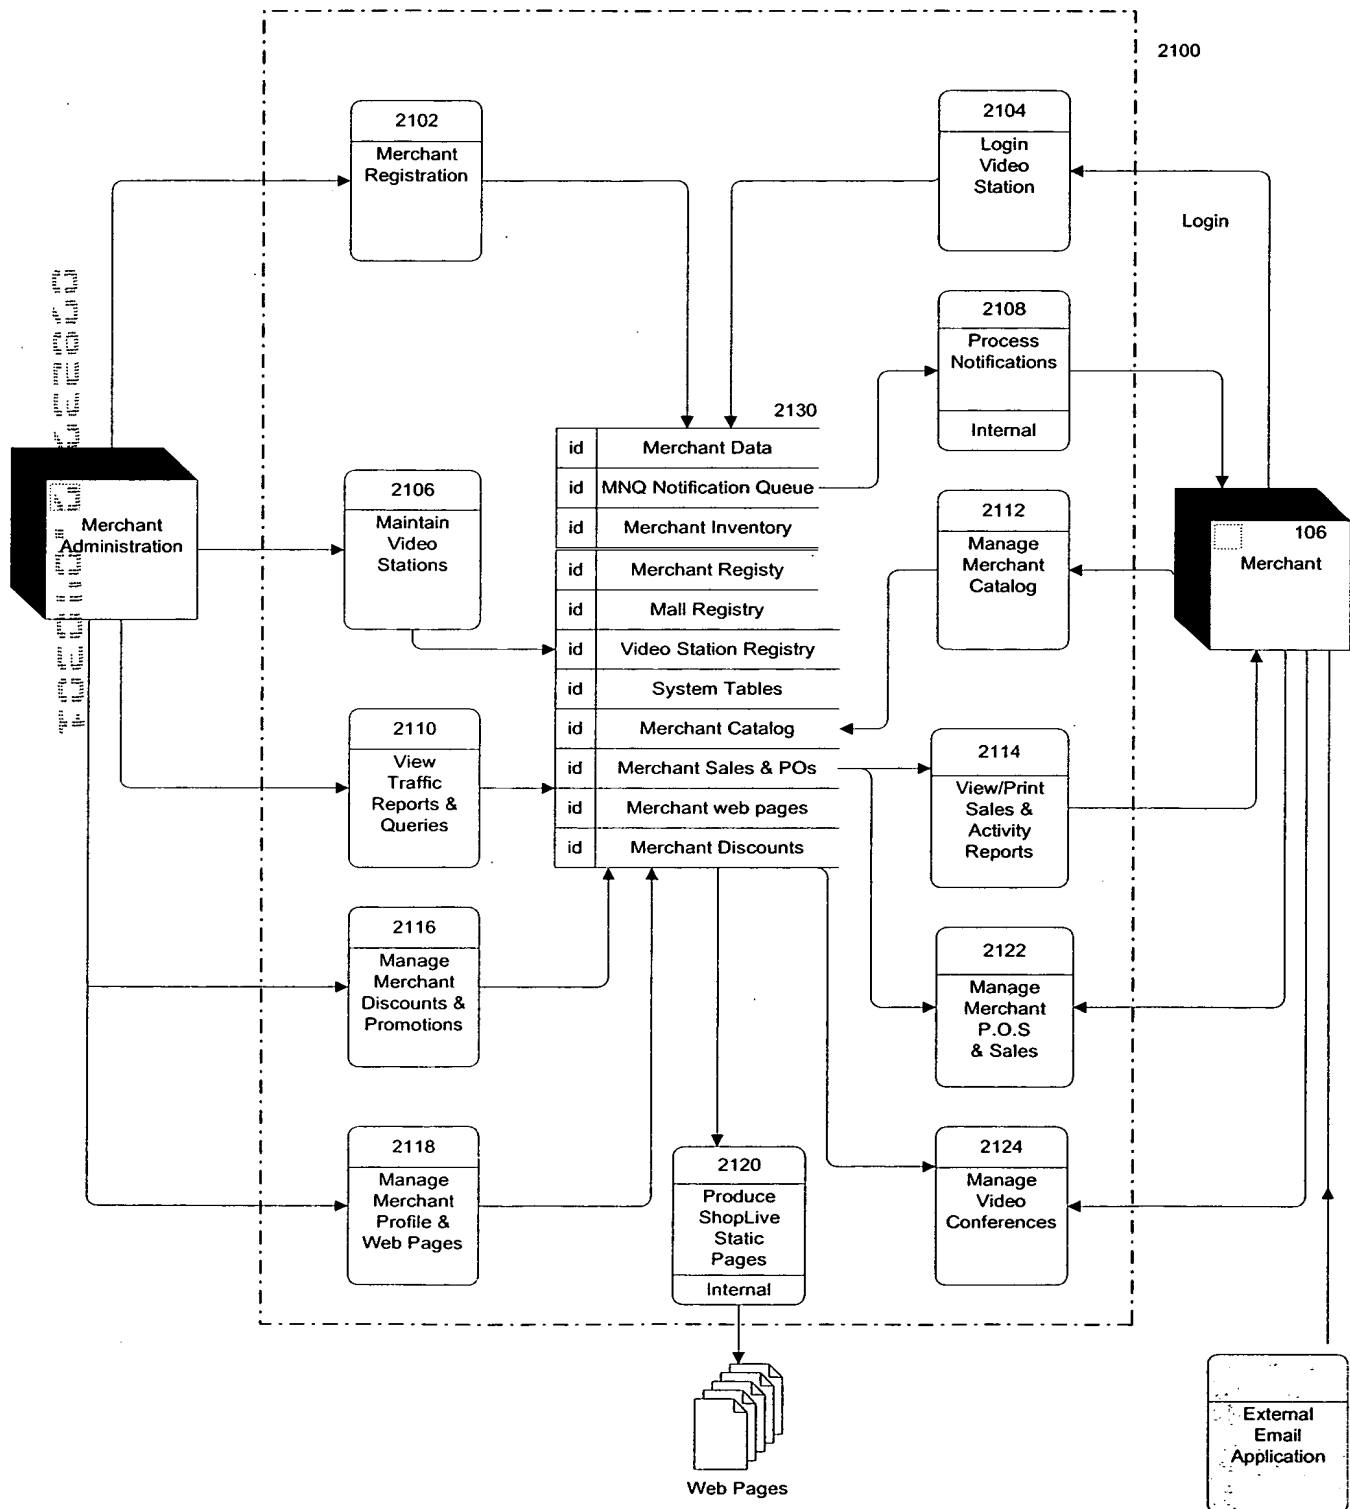 2100
2102
Merchant
Registration
2104
Login
Video
Station
Login
2108
Process
Notifications
Internal
2130
id Merchant Data
id MNQ Notification Queue
id Merchant Inventory
id Merchant Registy
id Mall Registry
id Video Station Registry
id System Tables
id Merchant Catalog
id Merchant Sales & POs
id Merchant web pages
id Merchant Discounts
Merchant
Administration
2106
Maintain
Video
Stations
2112
Manage
Merchant
Catalog
106
Merchant
2110
View
Traffic
Reports &
Queries
2114
View/Print
Sales &
Activity
Reports
2116
Manage
Merchant
Discounts &
Promotions
2122
Manage
Merchant
P.O.S
& Sales
2118
Manage
Merchant
Profile &
Web Pages
2120
Produce
ShopLive
Static
Pages
Internal
2124
Manage
Video
Conferences
Web Pages
External
Email
Application